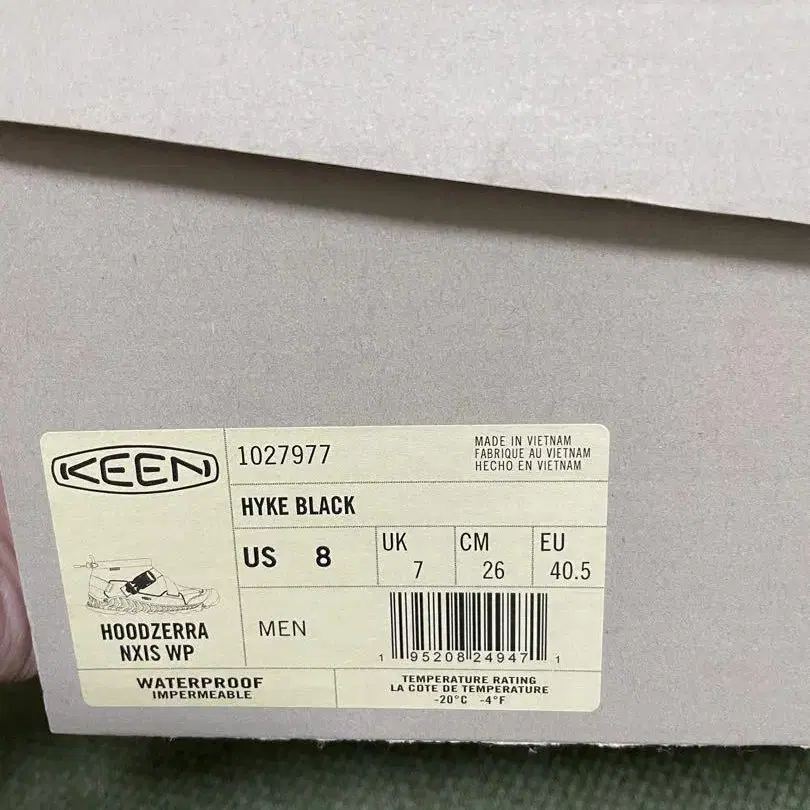 KEEN
1027977
MADE IN VIETNAM
FABRIQUE AU VIETNAM
HECHO EN VIETNAM
HYKE BLACK
US 8
UK 7
CM 26
EU 40.5
HOODZERRA
NXIS WP
MEN
1 95208 24947 1
WATERPROOF
IMPERMEABLE
TEMPERATURE RATING
LA COTE DE TEMPERATURE
-20°C -4°F